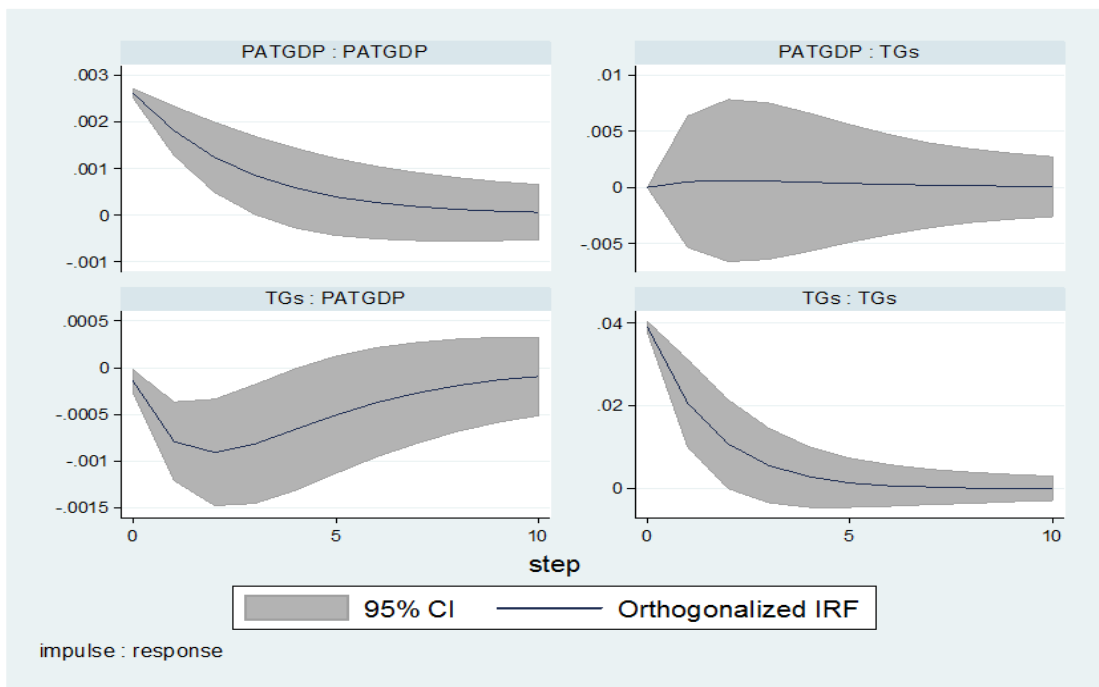 PATGDP : PATGDP
.003
.002
.001
0
-.001
PATGDP : TGs
.01
.005
0
-.005
TGs : PATGDP
.0005
0
-.0005
-.001
-.0015
0 5 10
TGs : TGs
.04
.02
0
0 5 10
step
95% CI Orthogonalized IRF
impulse : response